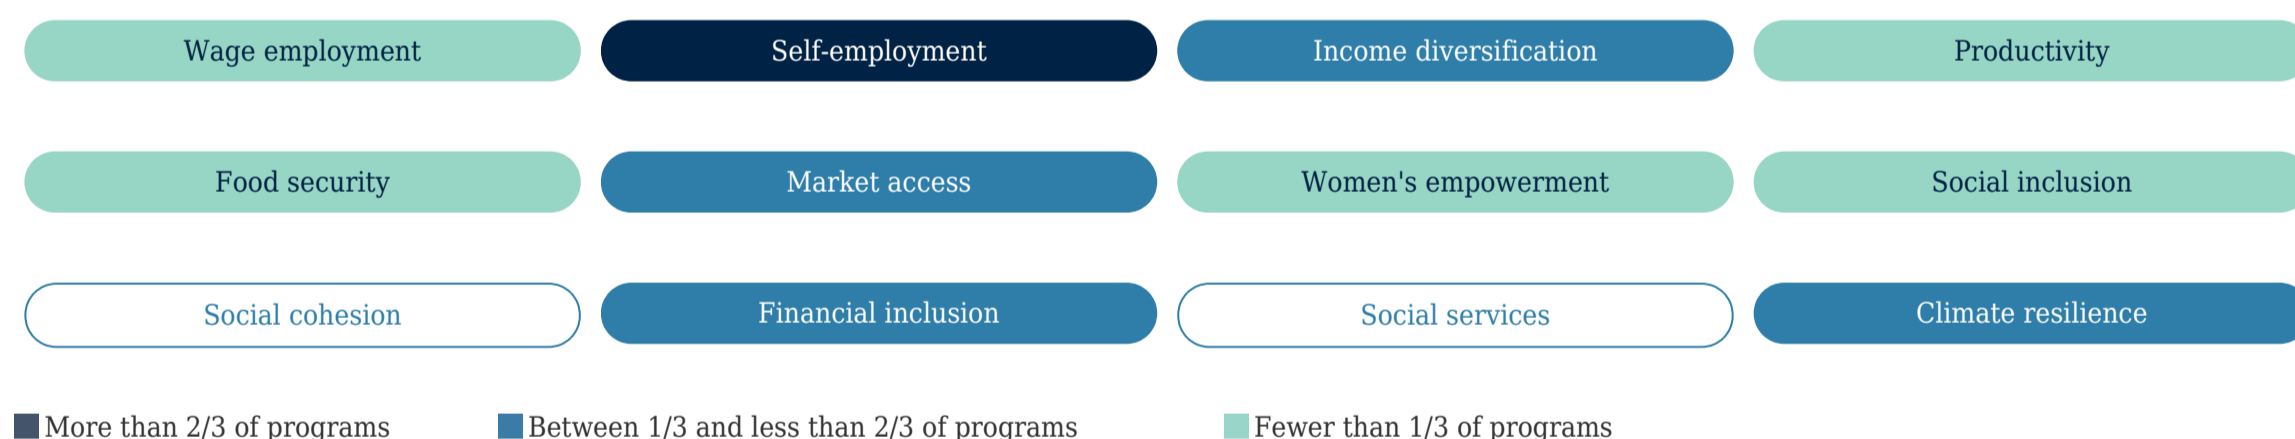 Wage employment
Self-employment
Income diversification
Productivity
Food security
Market access
Women's empowerment
Social inclusion
Social cohesion
Financial inclusion
Social services
Climate resilience
More than 2/3 of programs
Between 1/3 and less than 2/3 of programs
Fewer than 1/3 of programs